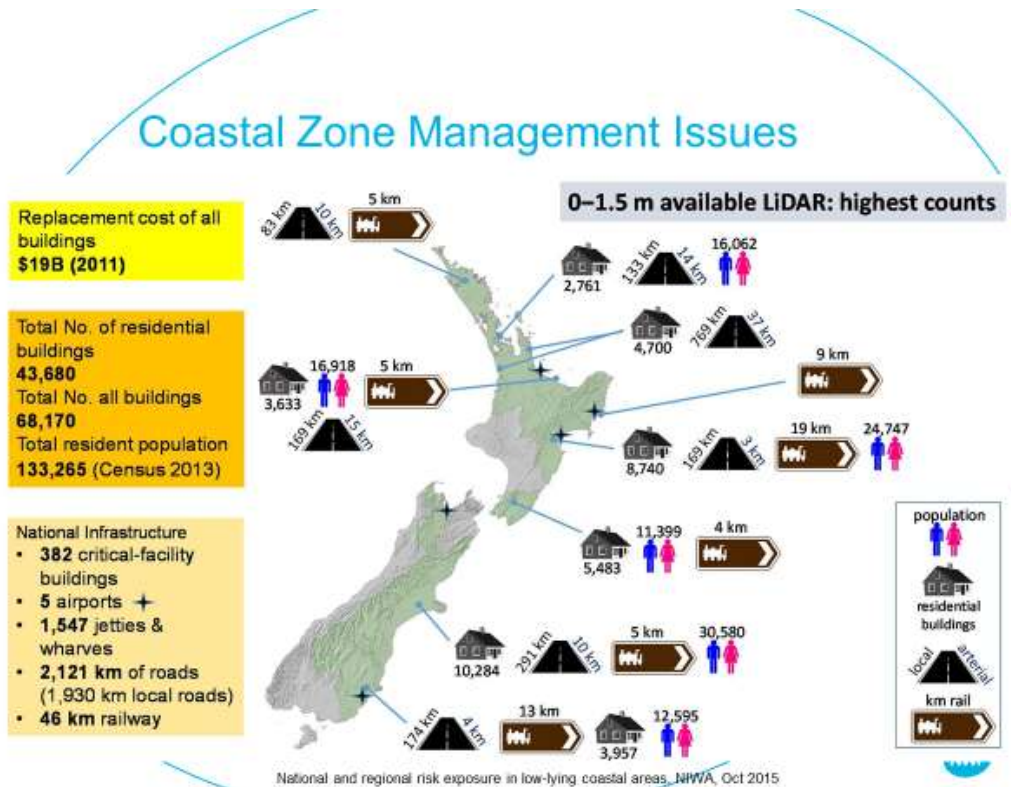 Coastal Zone Management Issues
0–1.5 m available LiDAR: highest counts
Replacement cost of all
buildings
$19B (2011)
Total No. of residential
buildings
43,680
Total No. all buildings
68,170
Total resident population
133,265 (Census 2013)
National Infrastructure
• 382 critical-facility
buildings
• 5 airports
• 1,547 jetties &
wharves
• 2,121 km of roads
(1,930 km local roads)
• 46 km railway
83 km
10 km
5 km
2,761
133 km
14 km
16,062
4,700
769 km
37 km
9 km
3,633
16,918
5 km
169 km
15 km
8,740
169 km
3 km
19 km
24,747
5,483
11,399
4 km
10,284
291 km
10 km
5 km
30,580
174 km
4 km
13 km
3,957
12,595
population
residential
buildings
local
arterial
km rail
National and regional risk exposure in low-lying coastal areas, NIWA, Oct 2015